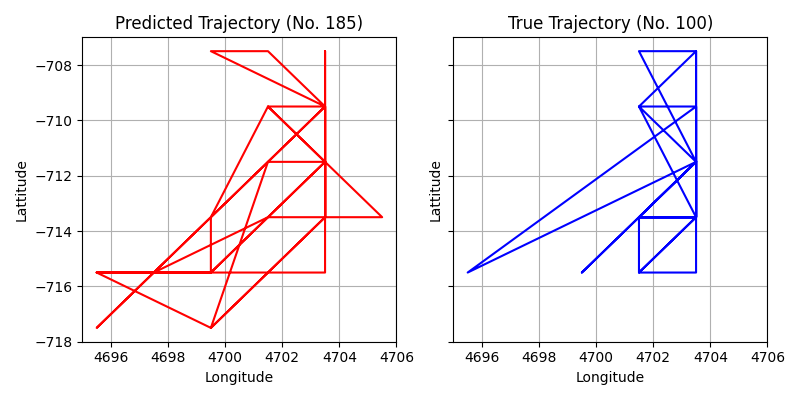 Predicted Trajectory (No. 185)
True Trajectory (No. 100)
−708
−710
−712
−714
−716
−718
Lattitude
Lattitude
4696 4698 4700 4702 4704 4706
4696 4698 4700 4702 4704 4706
Longitude
Longitude